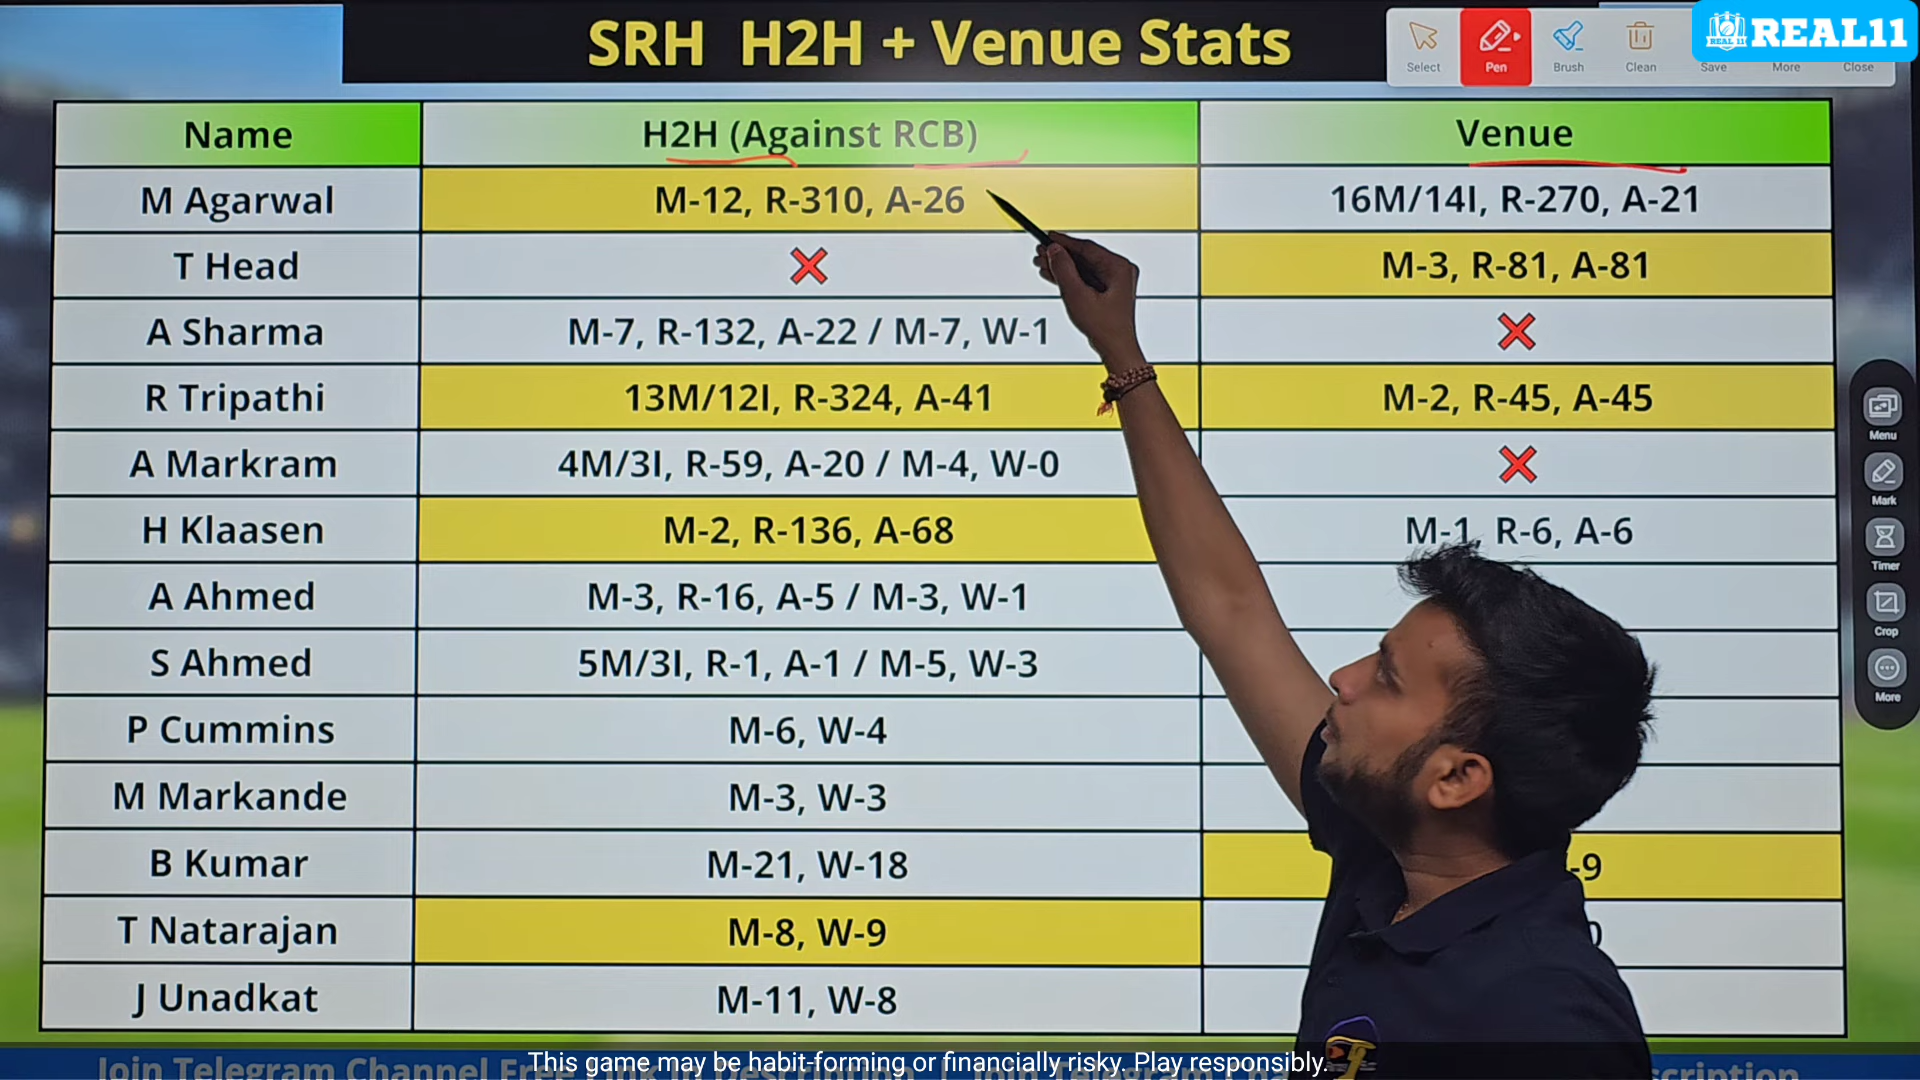 SRH H2H + Venue Stats
Select Pen Brush Clean Save More Close
REAL 11 REAL11
Name H2H (Against RCB) Venue
M Agarwal M-12, R-310, A-26 16M/14I, R-270, A-21
T Head ❌ M-3, R-81, A-81
A Sharma M-7, R-132, A-22 / M-7, W-1 ❌
R Tripathi 13M/12I, R-324, A-41 M-2, R-45, A-45
A Markram 4M/3I, R-59, A-20 / M-4, W-0 ❌
H Klaasen M-2, R-136, A-68 M-1, R-6, A-6
A Ahmed M-3, R-16, A-5 / M-3, W-1
S Ahmed 5M/3I, R-1, A-1 / M-5, W-3
P Cummins M-6, W-4
M Markande M-3, W-3
B Kumar M-21, W-18 -9
T Natarajan M-8, W-9
J Unadkat M-11, W-8
Menu
Mark
Timer
Crop
More
Join Telegram Channel
This game may be habit-forming or financially risky. Play responsibly.